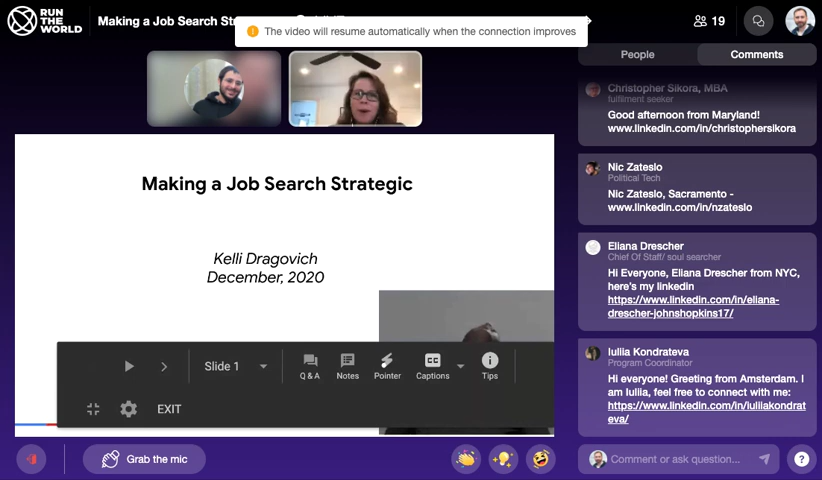 RUN
THE
WORLD
Making a Job Search
The video will resume automatically when the connection improves
19
People
Comments
Christopher Sikora, MBA
fulfilment seeker
Good afternoon from Maryland!
www.linkedin.com/in/christophersikora
Nic Zateslo
Political Tech
Nic Zateslo, Sacramento -
www.linkedin.com/in/nzateslo
Eliana Drescher
Chief Of Staff/ soul searcher
Hi Everyone, Eliana Drescher from NYC,
here's my linkedin
https://www.linkedin.com/in/eliana-
drescher-johnshopkins17/
Iuliia Kondrateva
Program Coordinator
Hi everyone! Greeting from Amsterdam. I
am Iuliia, feel free to connect with me:
https://www.linkedin.com/in/iuliiakondrat
eva/
Making a Job Search Strategic
Kelli Dragovich
December, 2020
Slide 1
Q & A
Notes
Pointer
CC
Captions
Tips
EXIT
Grab the mic
Comment or ask question...
?